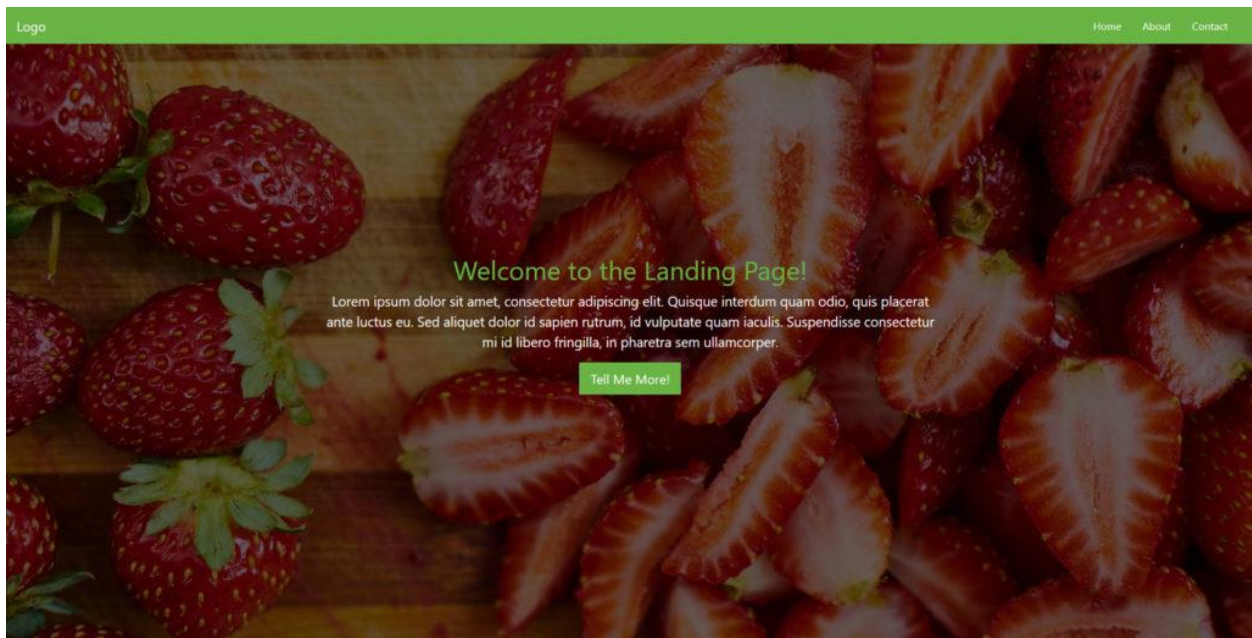 Logo
Home About Contact
Welcome to the Landing Page!
Lorem ipsum dolor sit amet, consectetur adipiscing elit. Quisque interdum quam odio, quis placerat
ante luctus eu. Sed aliquet dolor id sapien rutrum, id vulputate quam iaculis. Suspendisse consectetur
mi id libero fringilla, in pharetra sem ullamcorper.
Tell Me More!